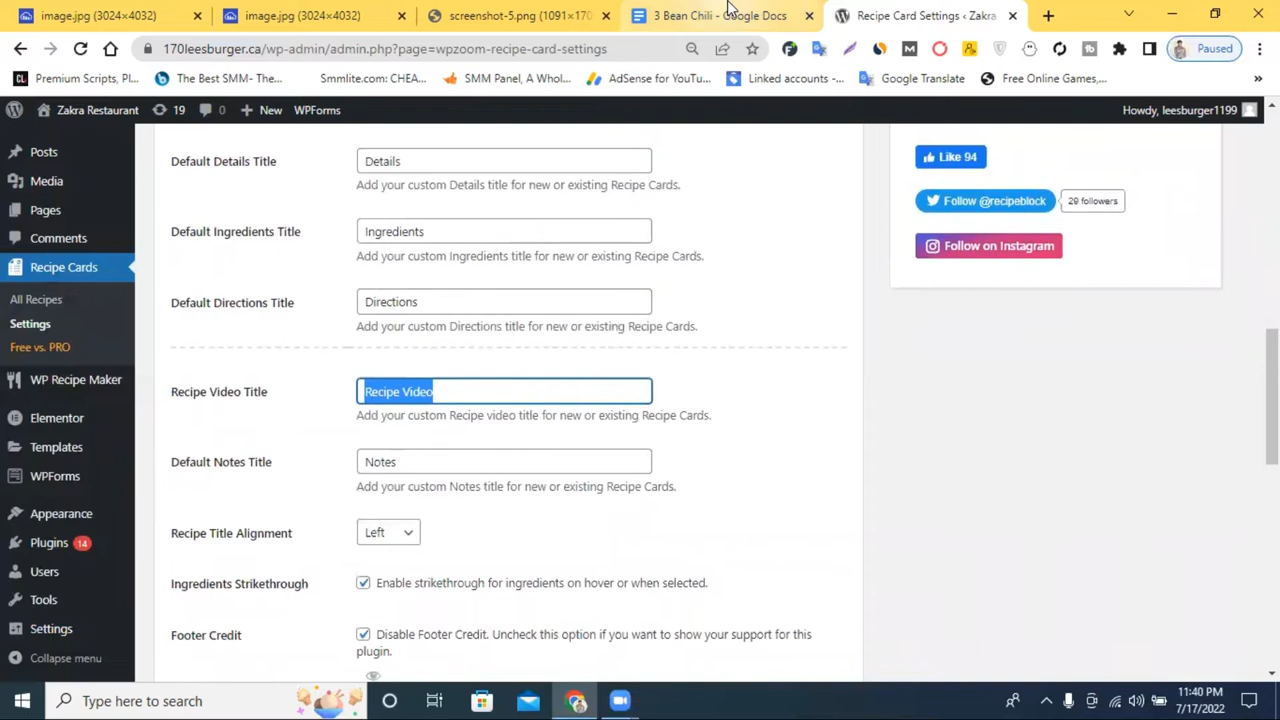 image.jpg (3024×4032)
image.jpg (3024×4032)
screenshot-5.png (1091×170
3 Bean Chili - Google Docs
Recipe Card Settings ‹ Zakra
170leesburger.ca/wp-admin/admin.php?page=wpzoom-recipe-card-settings
Paused
Premium Scripts, Pl...
The Best SMM- The...
Smmlite.com: CHEA...
SMM Panel, A Whol...
AdSense for YouTu...
Linked accounts -...
Google Translate
Free Online Games,...
»
Zakra Restaurant
19
0
New
WPForms
Howdy, leesburger1199
Posts
Media
Pages
Comments
Recipe Cards
All Recipes
Settings
Free vs. PRO
WP Recipe Maker
Elementor
Templates
WPForms
Appearance
Plugins 14
Users
Tools
Settings
Collapse menu
Default Details Title
Details
Add your custom Details title for new or existing Recipe Cards.
Default Ingredients Title
Ingredients
Add your custom Ingredients title for new or existing Recipe Cards.
Default Directions Title
Directions
Add your custom Directions title for new or existing Recipe Cards.
Recipe Video Title
Recipe Video
Add your custom Recipe video title for new or existing Recipe Cards.
Default Notes Title
Notes
Add your custom Notes title for new or existing Recipe Cards.
Recipe Title Alignment
Left
Ingredients Strikethrough
Enable strikethrough for ingredients on hover or when selected.
Footer Credit
Disable Footer Credit. Uncheck this option if you want to show your support for this
plugin.
Like 94
Follow @recipeblock
29 followers
Follow on Instagram
Type here to search
11:40 PM
7/17/2022